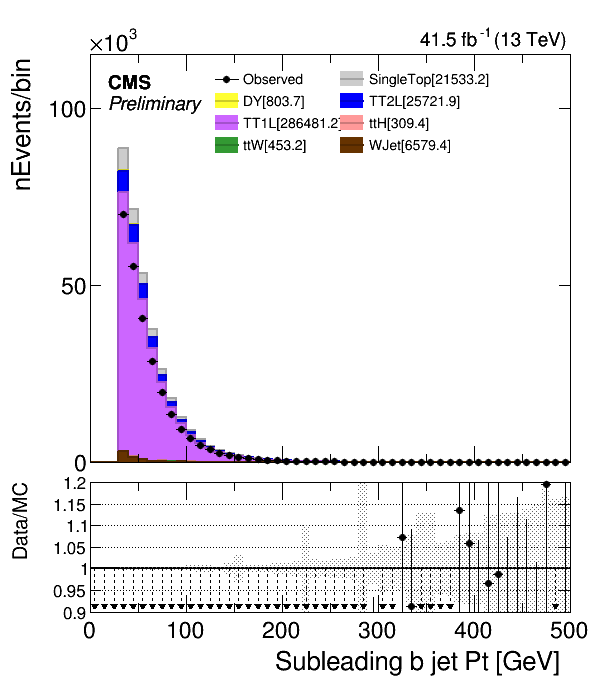 ×10³
41.5 fb⁻¹ (13 TeV)
nEvents/bin
CMS
Preliminary
Observed
SingleTop[21533.2]
DY[803.7]
TT2L[25721.9]
TT1L[286481.2]
ttH[309.4]
ttW[453.2]
WJet[6579.4]
100
50
0
Data/MC
1.2
1.15
1.1
1.05
1
0.95
0.9
0 100 200 300 400 500
Subleading b jet Pt [GeV]